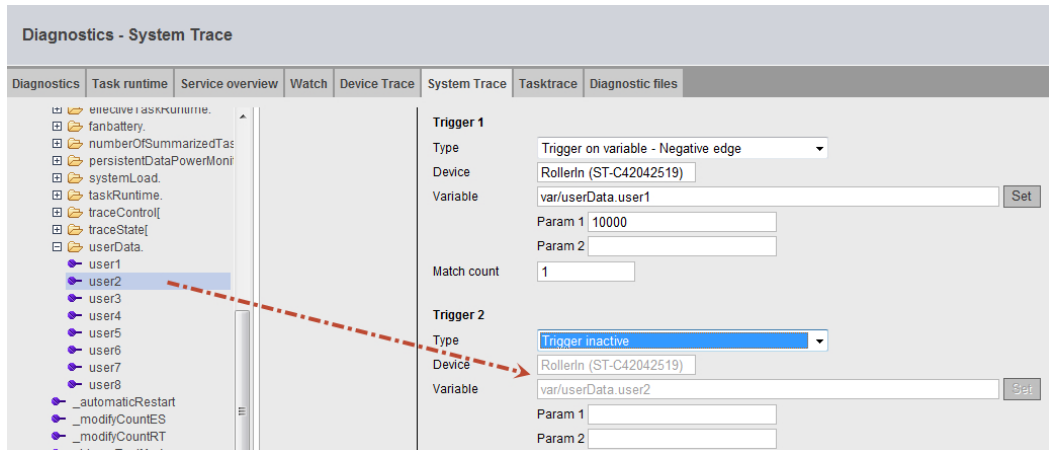 Diagnostics - System Trace
Diagnostics Task runtime Service overview Watch Device Trace System Trace Tasktrace Diagnostic files
effectiveTaskRuntime.
fanbattery.
numberOfSummarizedTas
persistentDataPowerMonit
systemLoad.
taskRuntime.
traceControl[
traceState[
userData.
user1
user2
user3
user4
user5
user6
user7
user8
_automaticRestart
_modifyCountES
_modifyCountRT
Trigger 1
Type Trigger on variable - Negative edge
Device RollerIn (ST-C42042519)
Variable var/userData.user1 Set
Param 1 10000
Param 2
Match count 1
Trigger 2
Type Trigger inactive
Device RollerIn (ST-C42042519)
Variable var/userData.user2 Set
Param 1
Param 2